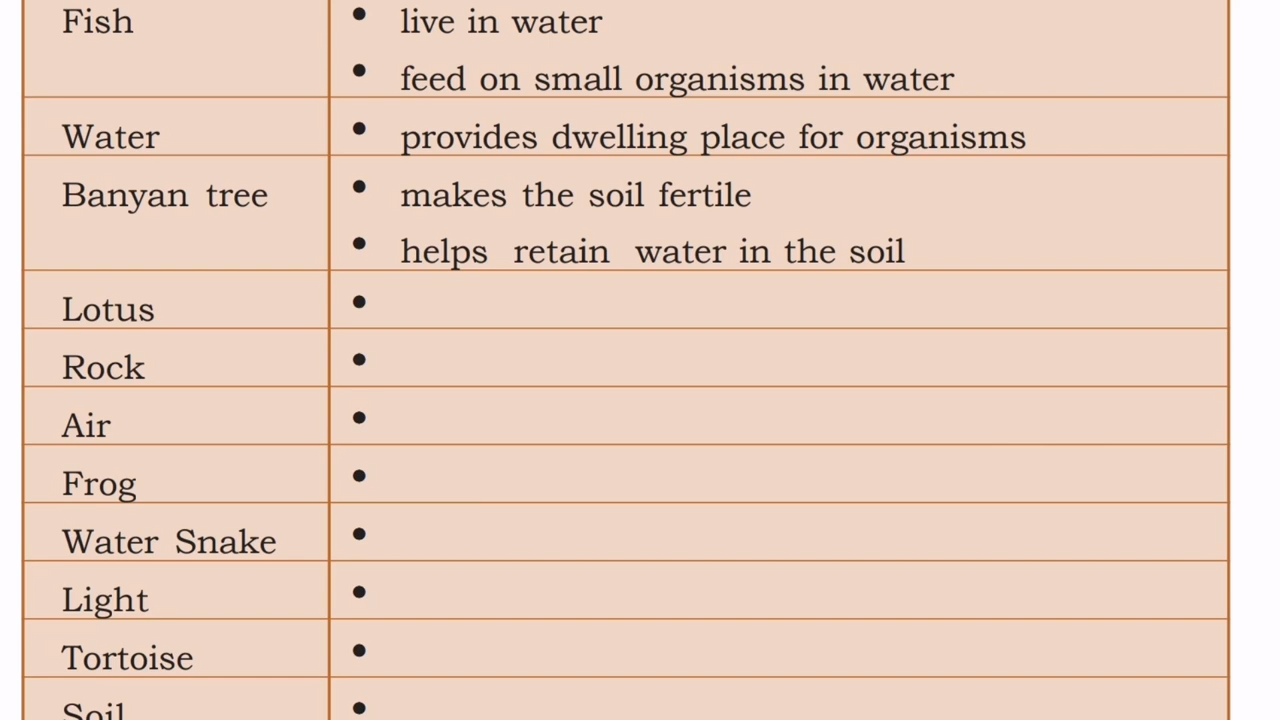 Fish • live in water
• feed on small organisms in water
Water • provides dwelling place for organisms
Banyan tree • makes the soil fertile
• helps retain water in the soil
Lotus •
Rock •
Air •
Frog •
Water Snake •
Light •
Tortoise •
Soil •